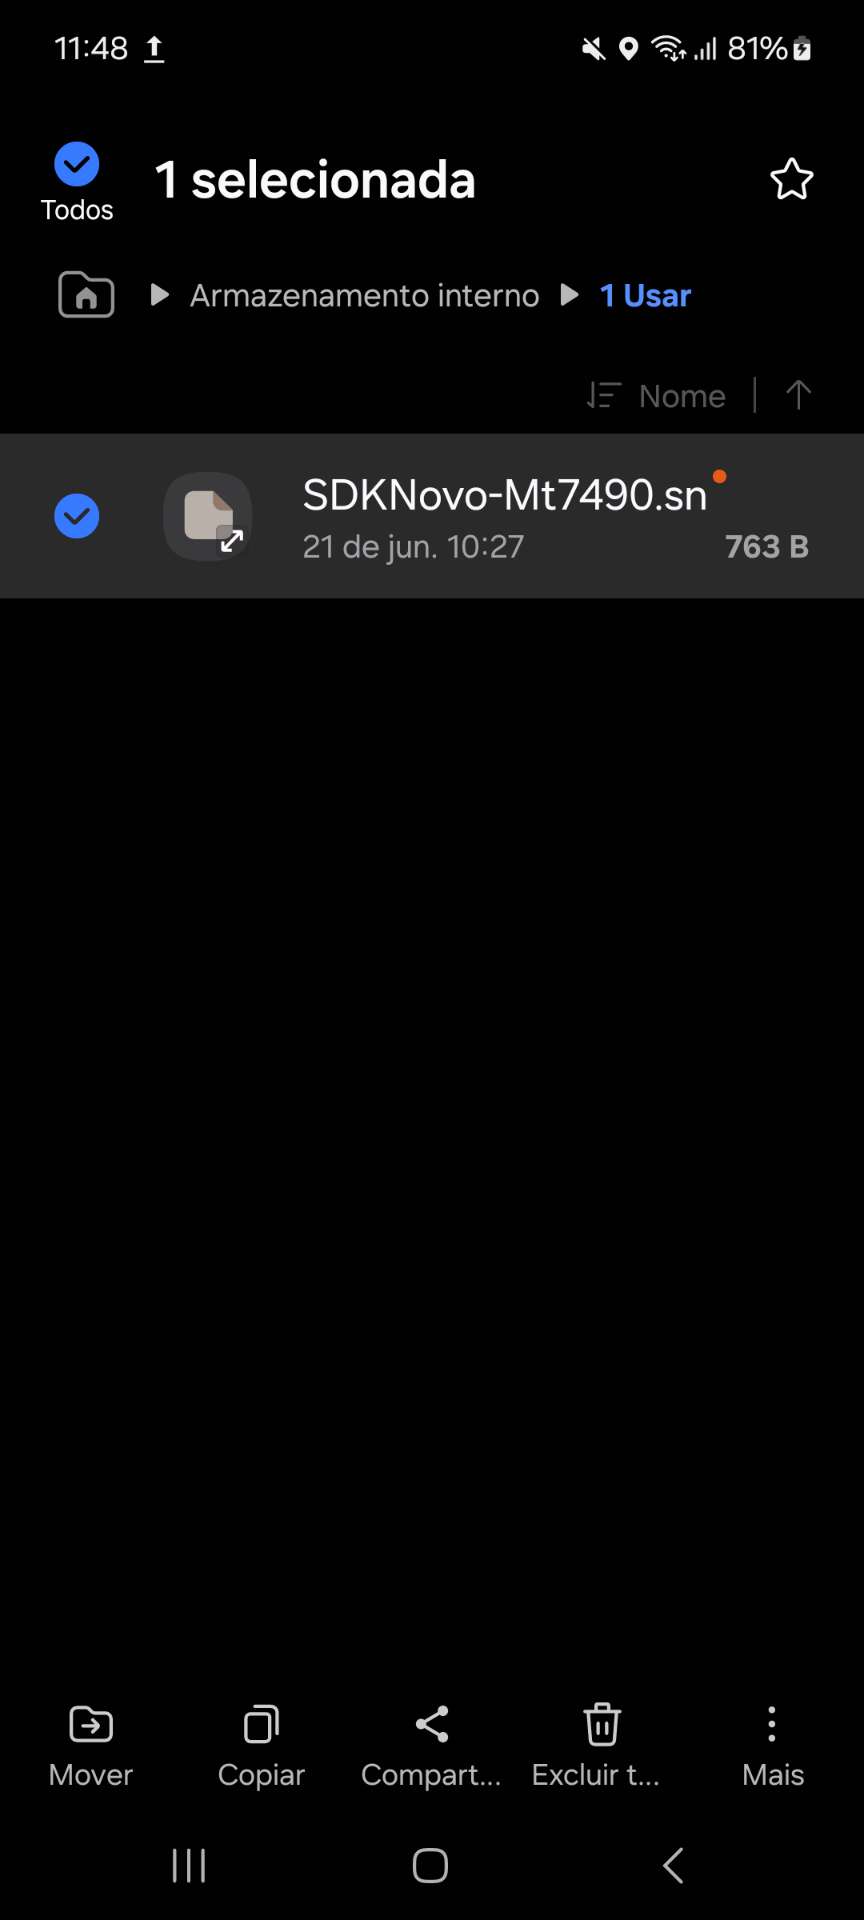 11:48 81%
Todos
1 selecionada
Armazenamento interno 1 Usar
Nome
SDKNovo-Mt7490.sn
21 de jun. 10:27 763 B
Mover Copiar Compart... Excluir t... Mais